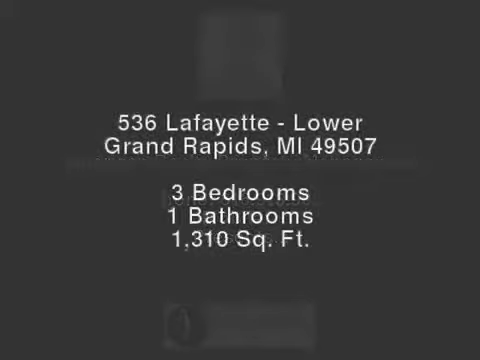 536 Lafayette - Lower
Grand Rapids, MI 49507
3 Bedrooms
1 Bathrooms
1,310 Sq. Ft.